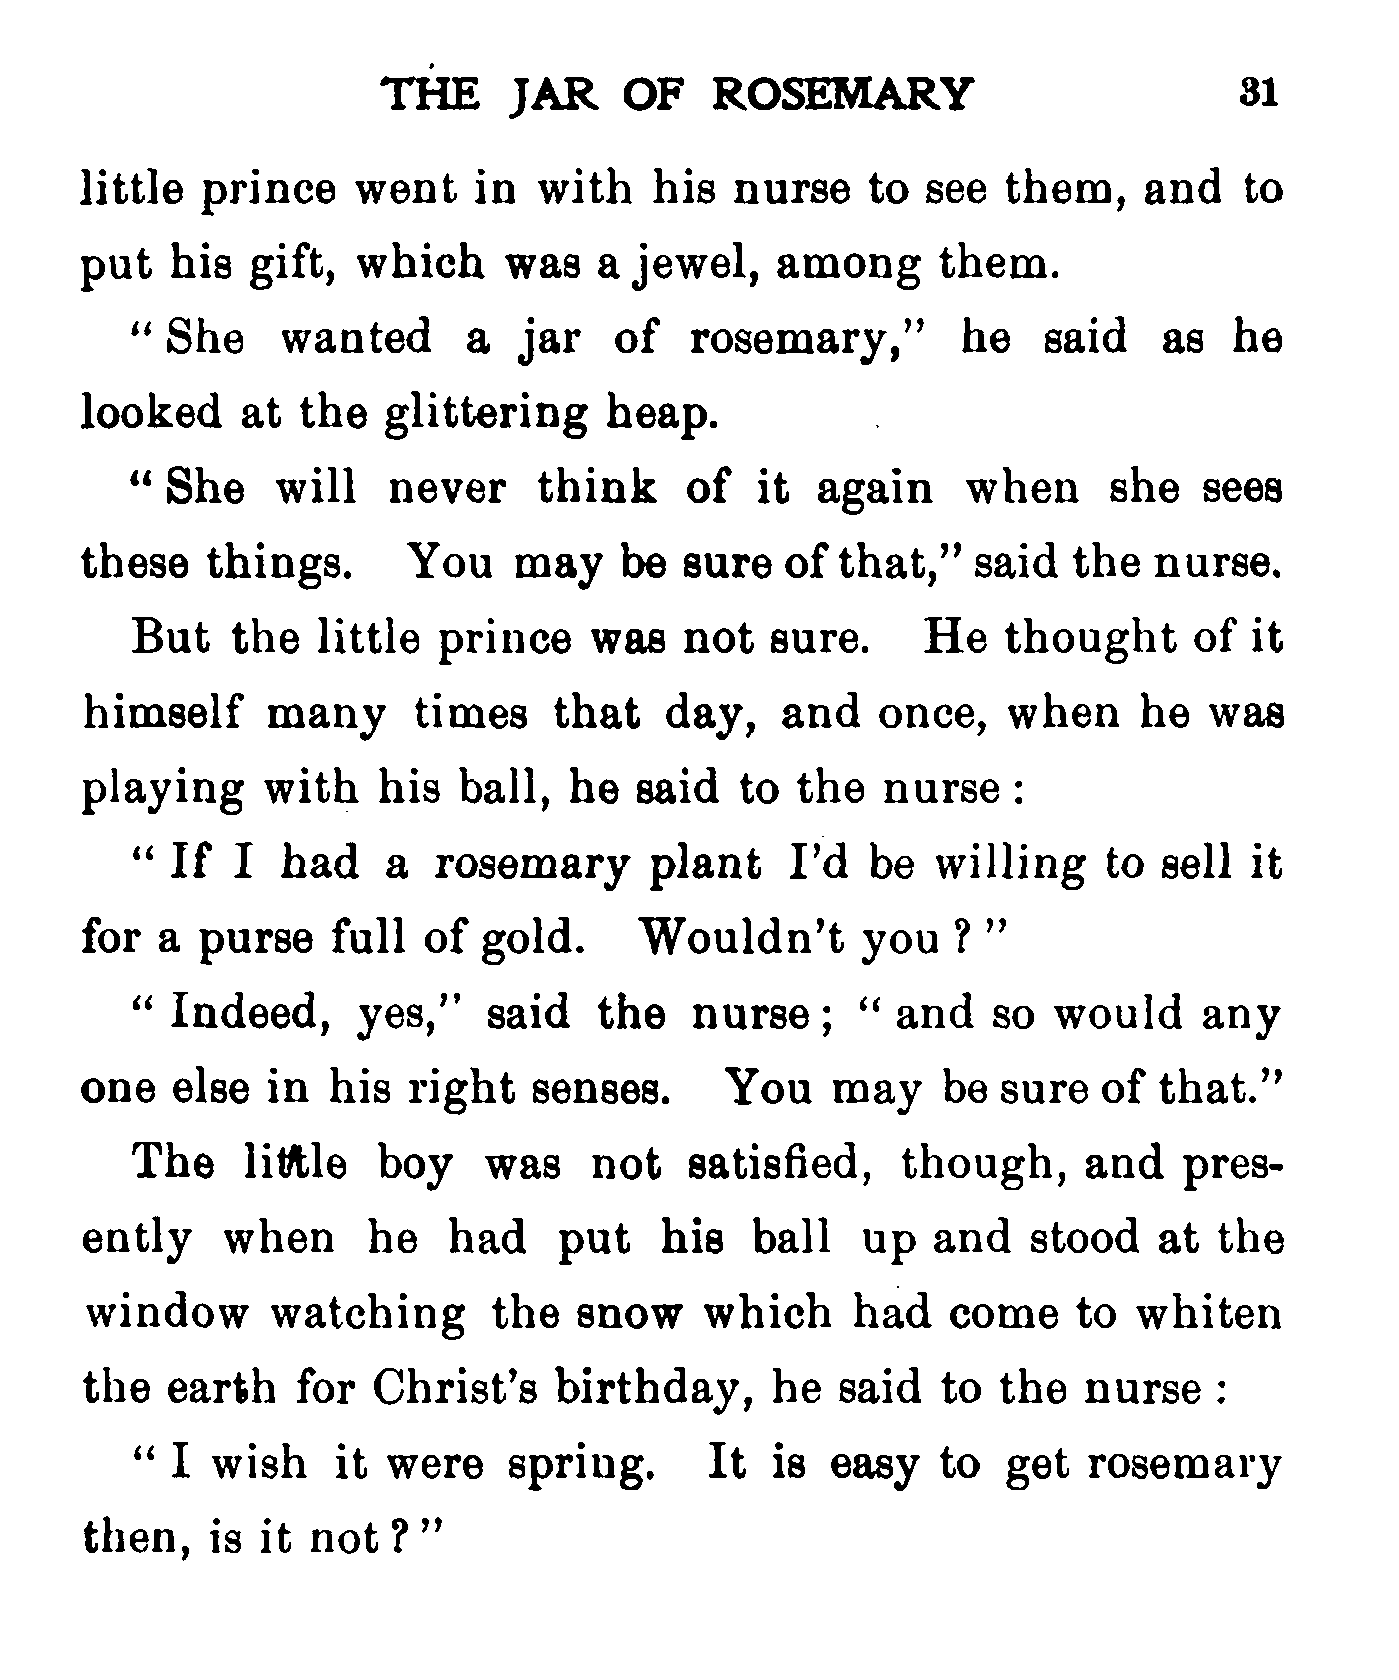 THE JAR OF ROSEMARY 31
little prince went in with his nurse to see them, and to
put his gift, which was a jewel, among them.
“ She wanted a jar of rosemary,” he said as he
looked at the glittering heap.
“ She will never think of it again when she sees
these things. You may be sure of that,” said the nurse.
But the little prince was not sure. He thought of it
himself many times that day, and once, when he was
playing with his ball, he said to the nurse :
“ If I had a rosemary plant I’d be willing to sell it
for a purse full of gold. Wouldn’t you ? ”
“ Indeed, yes,” said the nurse ; “ and so would any
one else in his right senses. You may be sure of that.”
The little boy was not satisfied, though, and pres-
ently when he had put his ball up and stood at the
window watching the snow which had come to whiten
the earth for Christ’s birthday, he said to the nurse :
“ I wish it were spring. It is easy to get rosemary
then, is it not ? ”